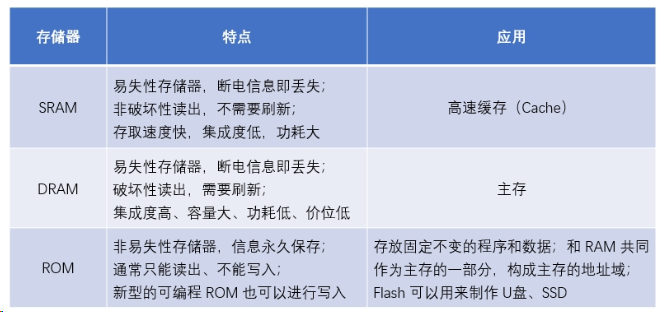 存储器 特点 应用
SRAM
易失性存储器，断电信息即丢失；
非破坏性读出，不需要刷新；
存取速度快，集成度低，功耗大
高速缓存（Cache）
DRAM
易失性存储器，断电信息即丢失；
破坏性读出，需要刷新；
集成度高、容量大、功耗低、价位低
主存
ROM
非易失性存储器，信息永久保存；
通常只能读出、不能写入；
新型的可编程 ROM 也可以进行写入
存放固定不变的程序和数据；和 RAM 共同
作为主存的一部分，构成主存的地址域；
Flash 可以用来制作 U盘、SSD